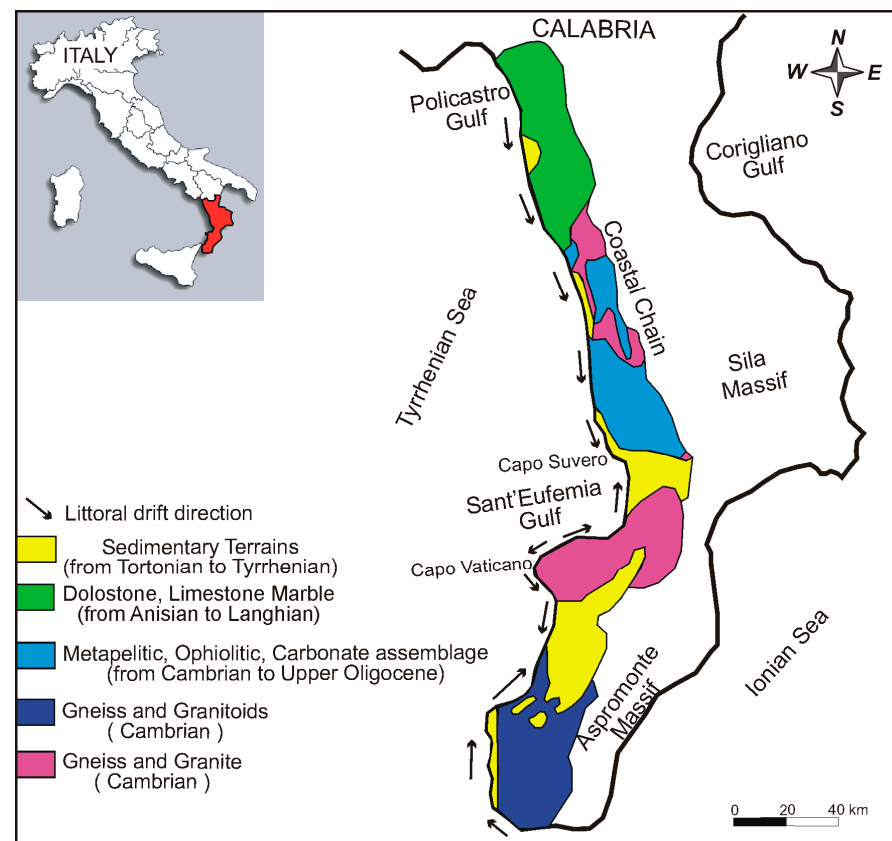 CALABRIA
ITALY
N
W
E
S
Policastro
Gulf
Corigliano
Gulf
Coastal Chain
Tyrrhenian Sea
Sila
Massif
Capo Suvero
Sant'Eufemia
Gulf
Capo Vaticano
Ionian Sea
Aspromonte
Massif
Littoral drift direction
Sedimentary Terrains
(from Tortonian to Tyrrhenian)
Dolostone, Limestone Marble
(from Anisian to Langhian)
Metapelitic, Ophiolitic, Carbonate assemblage
(from Cambrian to Upper Oligocene)
Gneiss and Granitoids
( Cambrian)
Gneiss and Granite
( Cambrian)
0 20 40 km